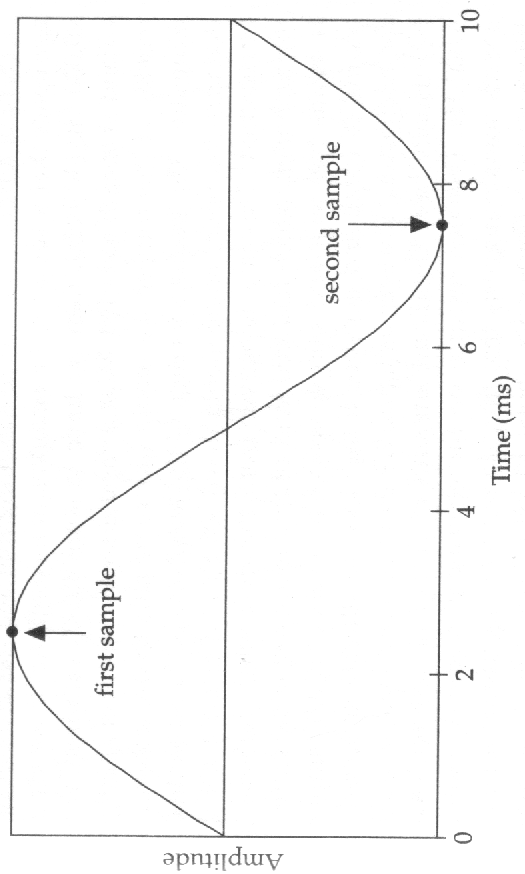 Amplitude
first sample
second sample
0 2 4 6 8 10
Time (ms)